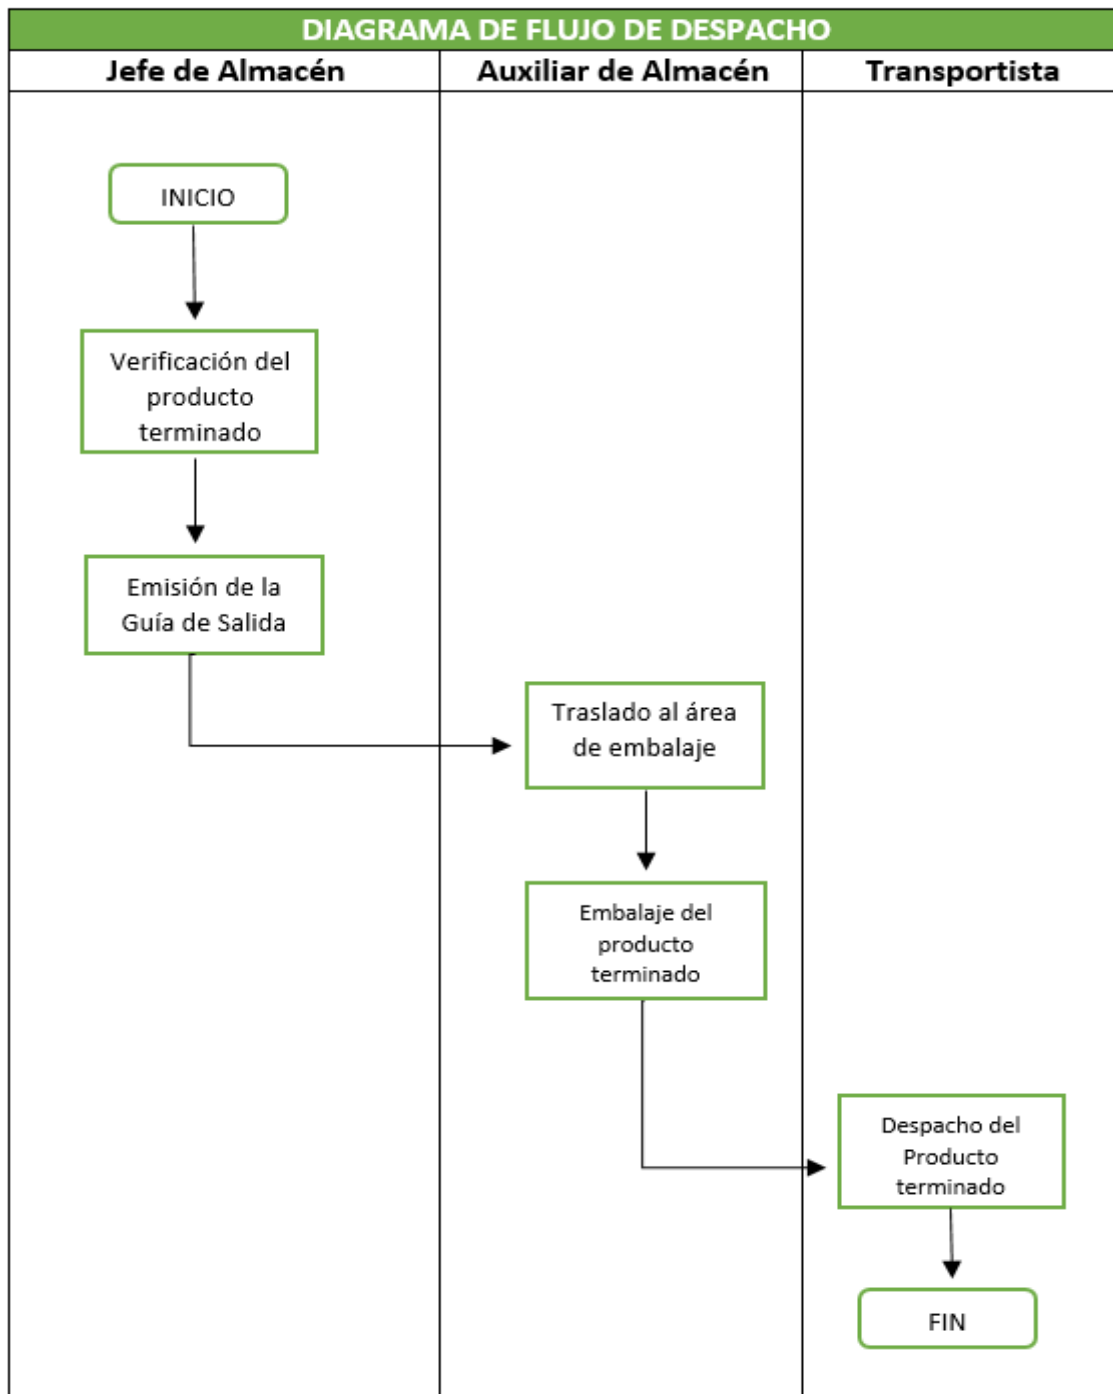 DIAGRAMA DE FLUJO DE DESPACHO
Jefe de Almacén
Auxiliar de Almacén
Transportista
INICIO
Verificación del
producto
terminado
Emisión de la
Guía de Salida
Traslado al área
de embalaje
Embalaje del
producto
terminado
Despacho del
Producto
terminado
FIN